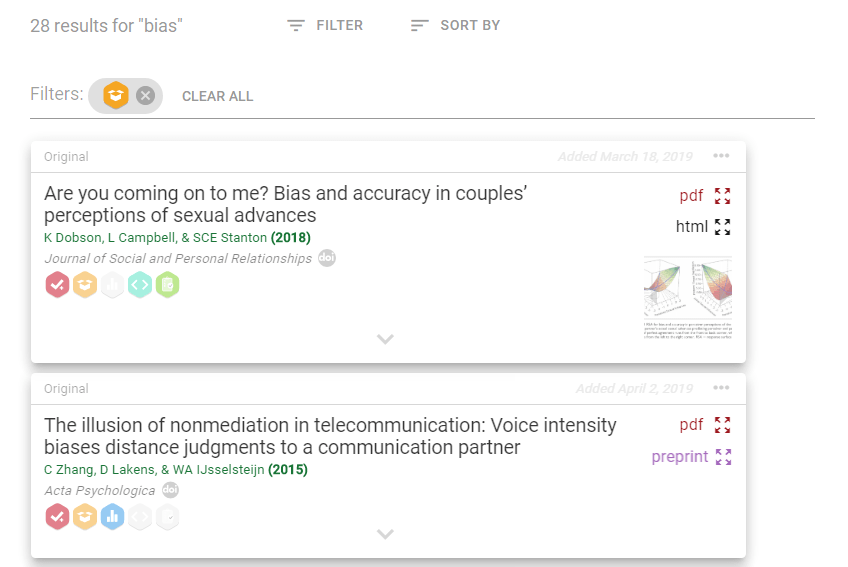 28 results for "bias"
FILTER
SORT BY
Filters:
CLEAR ALL
Original
Added March 18, 2019
Are you coming on to me? Bias and accuracy in couples’
perceptions of sexual advances
K Dobson, L Campbell, & SCE Stanton (2018)
Journal of Social and Personal Relationships doi
pdf
html
Original
Added April 2, 2019
The illusion of nonmediation in telecommunication: Voice intensity
biases distance judgments to a communication partner
C Zhang, D Lakens, & WA IJsselsteijn (2015)
Acta Psychologica doi
pdf
preprint